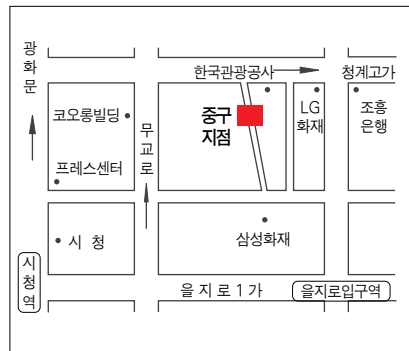 광화문
한국관광공사
청계고가
코오롱빌딩
무교로
중구
지점
LG
화재
조흥
은행
프레스센터
시 청
삼성화재
시청역
을 지 로 1 가
을지로입구역